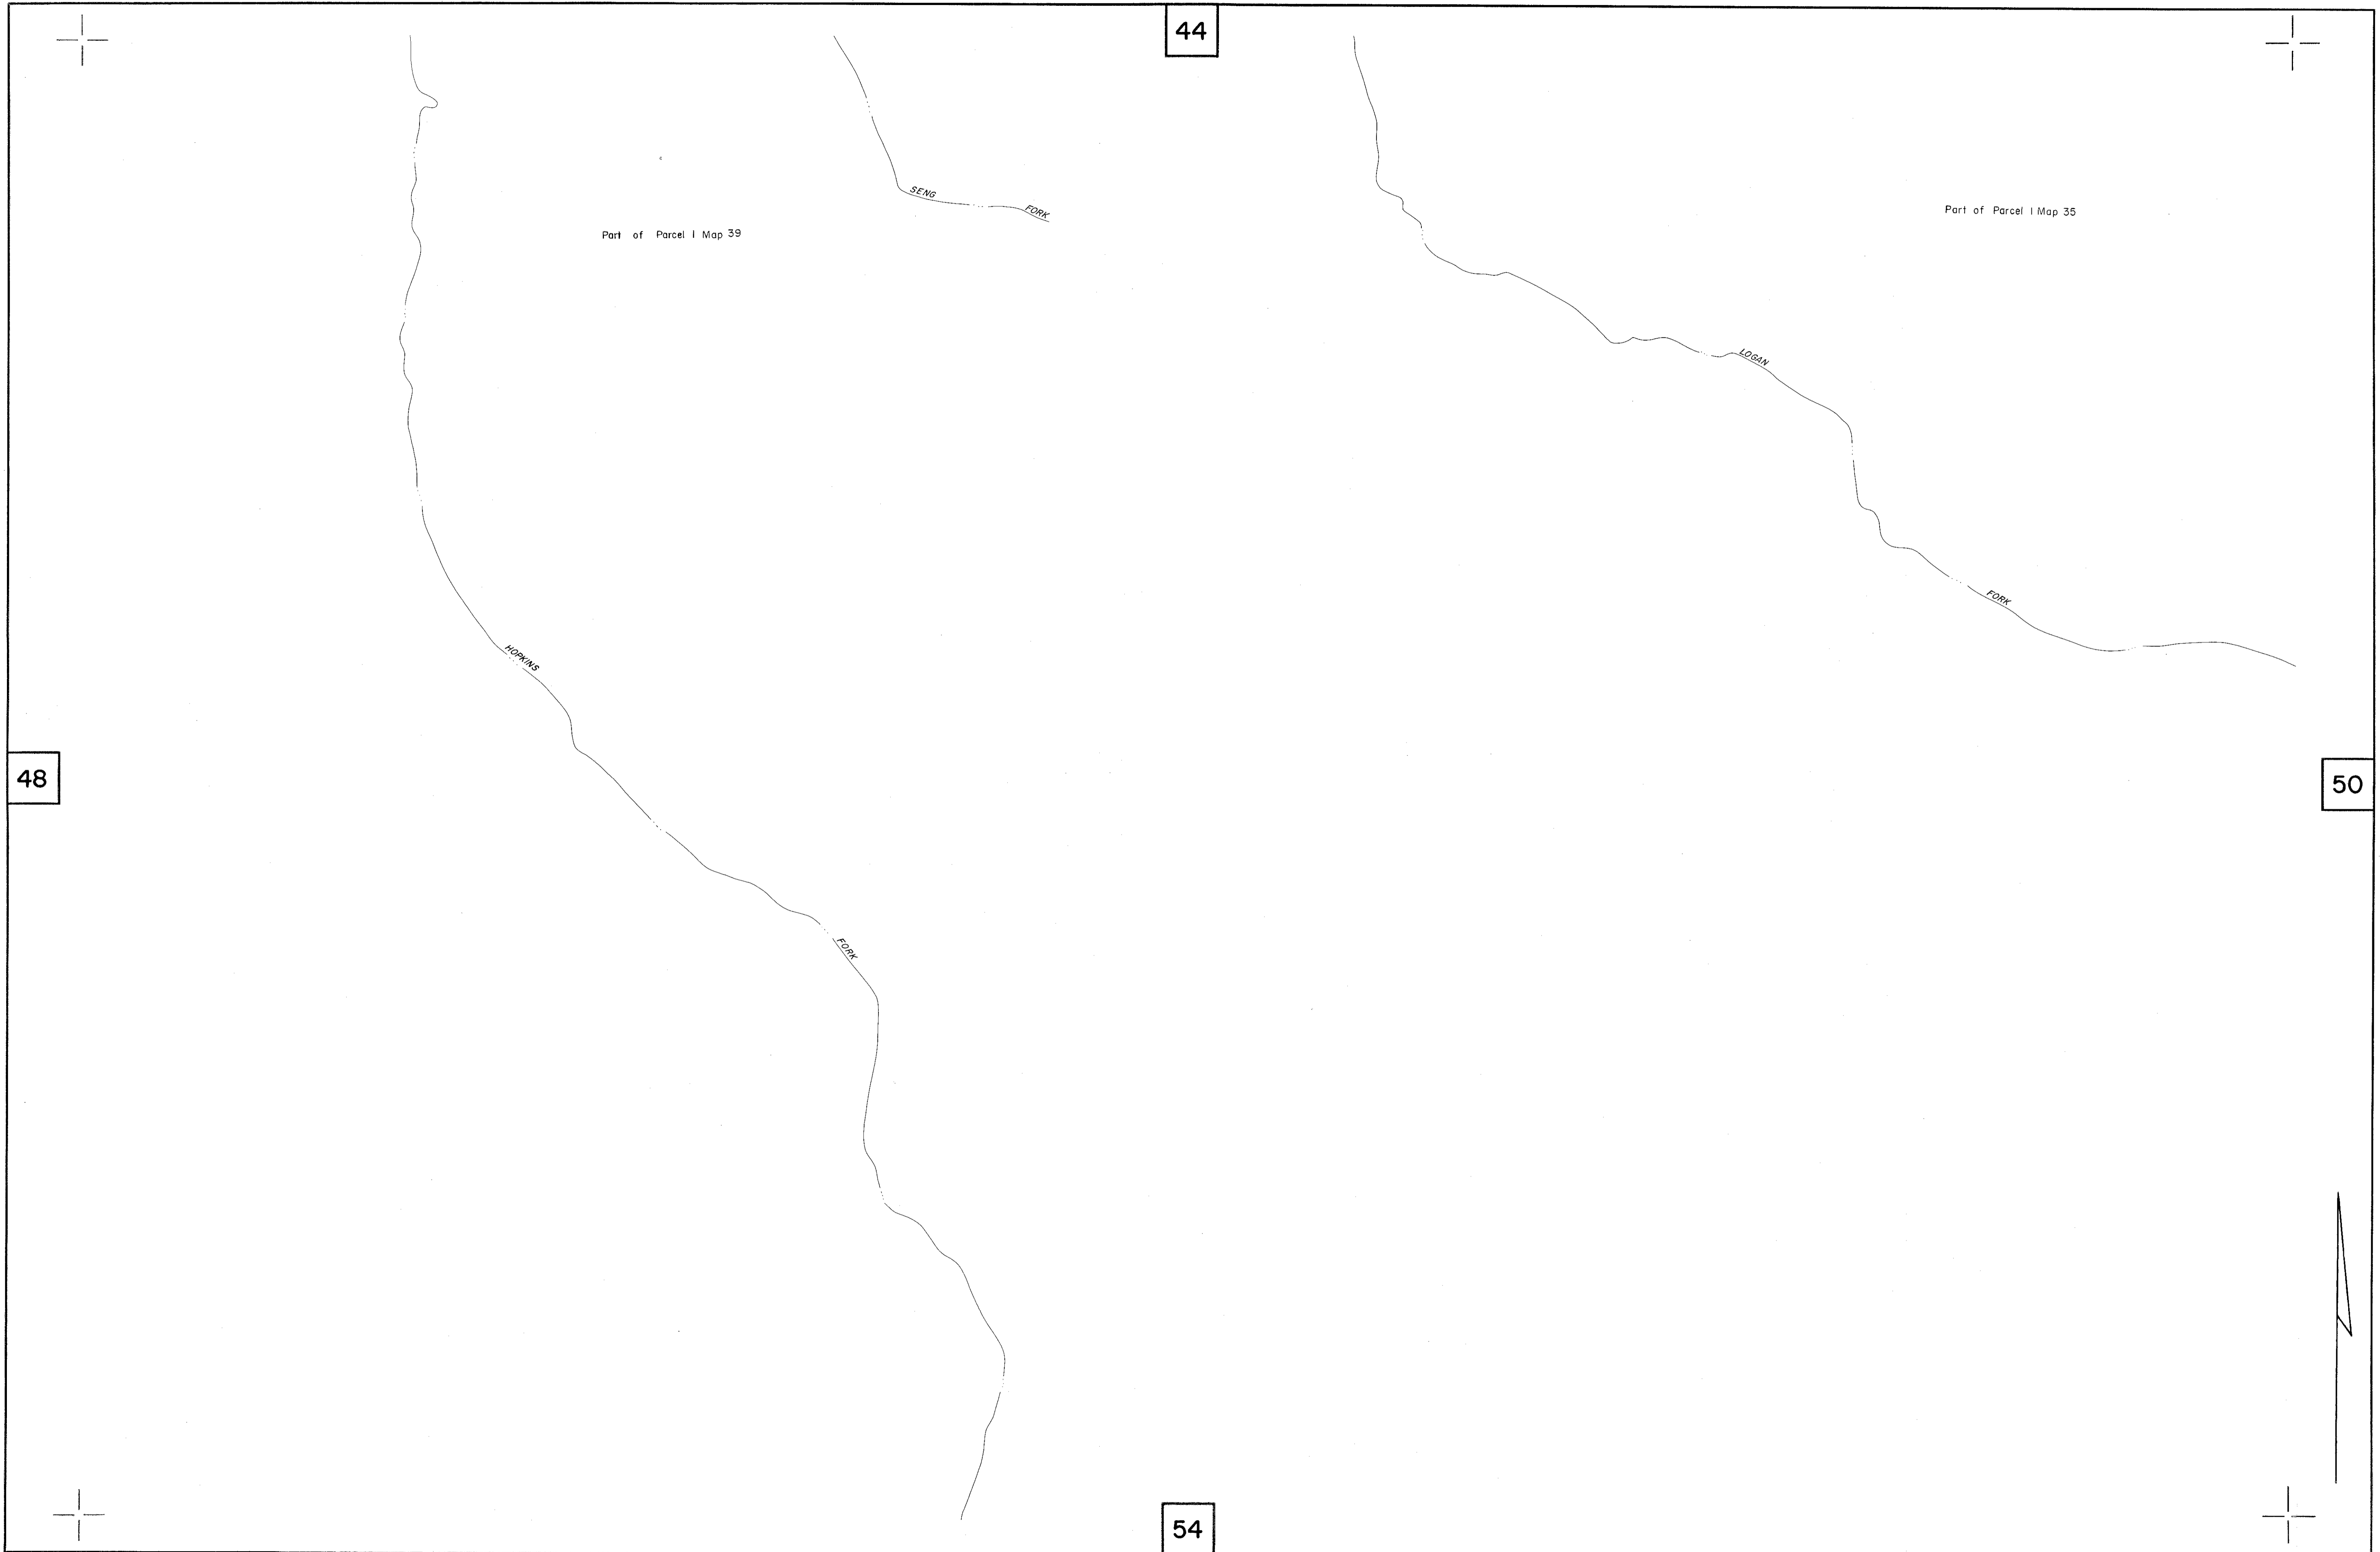 44
SENG FORK
Part of Parcel 1 Map 35
Part of Parcel 1 Map 39
LOGAN FORK
HOPKINS FORK
48
50
54